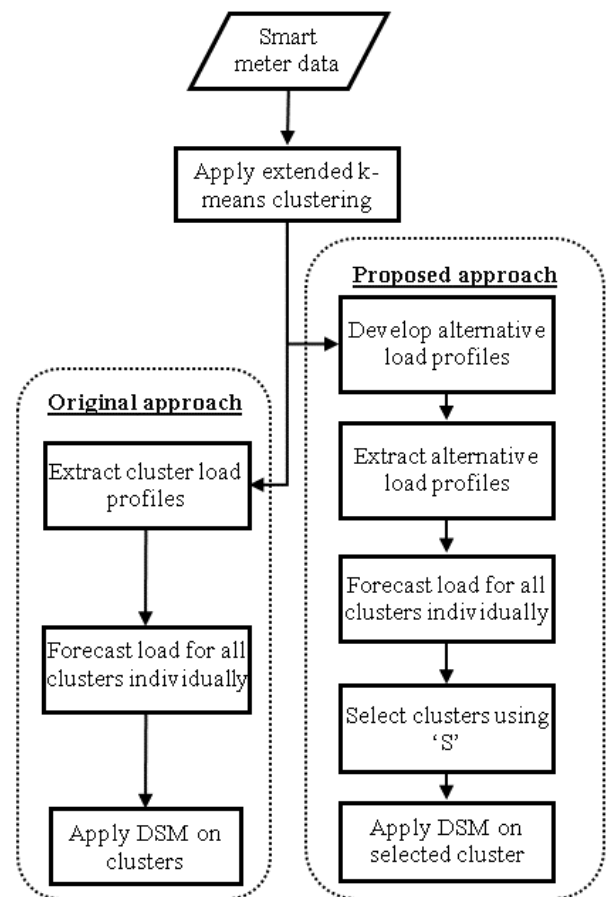 Smart
meter data
Apply extended k-
means clustering
Original approach
Extract cluster load
profiles
Forecast load for all
clusters individually
Apply DSM on
clusters
Proposed approach
Develop alternative
load profiles
Extract alternative
load profiles
Forecast load for all
clusters individually
Select clusters using
‘S’
Apply DSM on
selected cluster